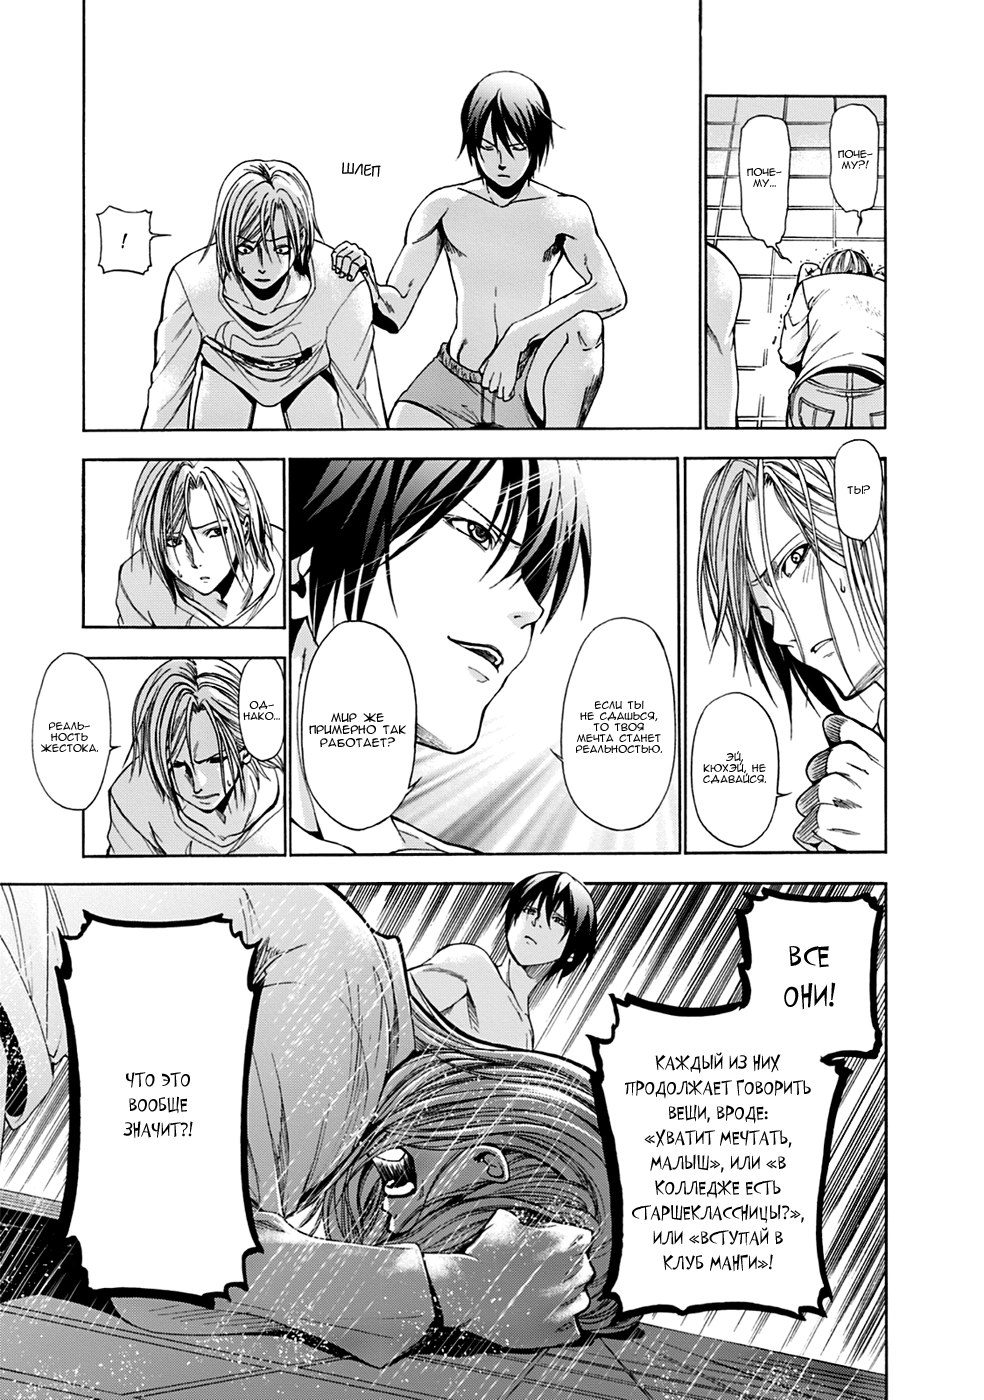 ПОЧЕ-
МУ?!
ПОЧЕ-
МУ...
ШЛЕП
!
ТЫ?
ЭЙ,
КЮХЭЙ, НЕ
СДАВАЙСЯ.
ЕСЛИ ТЫ
НЕ СДАШЬСЯ,
ТО ТВОЯ
МЕЧТА СТАНЕТ
РЕАЛЬНОСТЬЮ.
МИР ЖЕ
ПРИМЕРНО ТАК
РАБОТАЕТ?
ОД-
НАКО...
РЕАЛЬ-
НОСТЬ
ЖЕСТОКА.
ВСЕ
ОНИ!
КАЖДЫЙ ИЗ НИХ
ПРОДОЛЖАЕТ ГОВОРИТЬ
ВЕЩИ, ВРОДЕ:
«ХВАТИТ МЕЧТАТЬ,
МАЛЫШ», ИЛИ «В
КОЛЛЕДЖЕ ЕСТЬ
СТАРШЕКЛАССНИЦЫ?»,
ИЛИ «ВСТУПАЙ В
КЛУБ МАНГИ»!
ЧТО ЭТО
ВООБЩЕ
ЗНАЧИТ?!